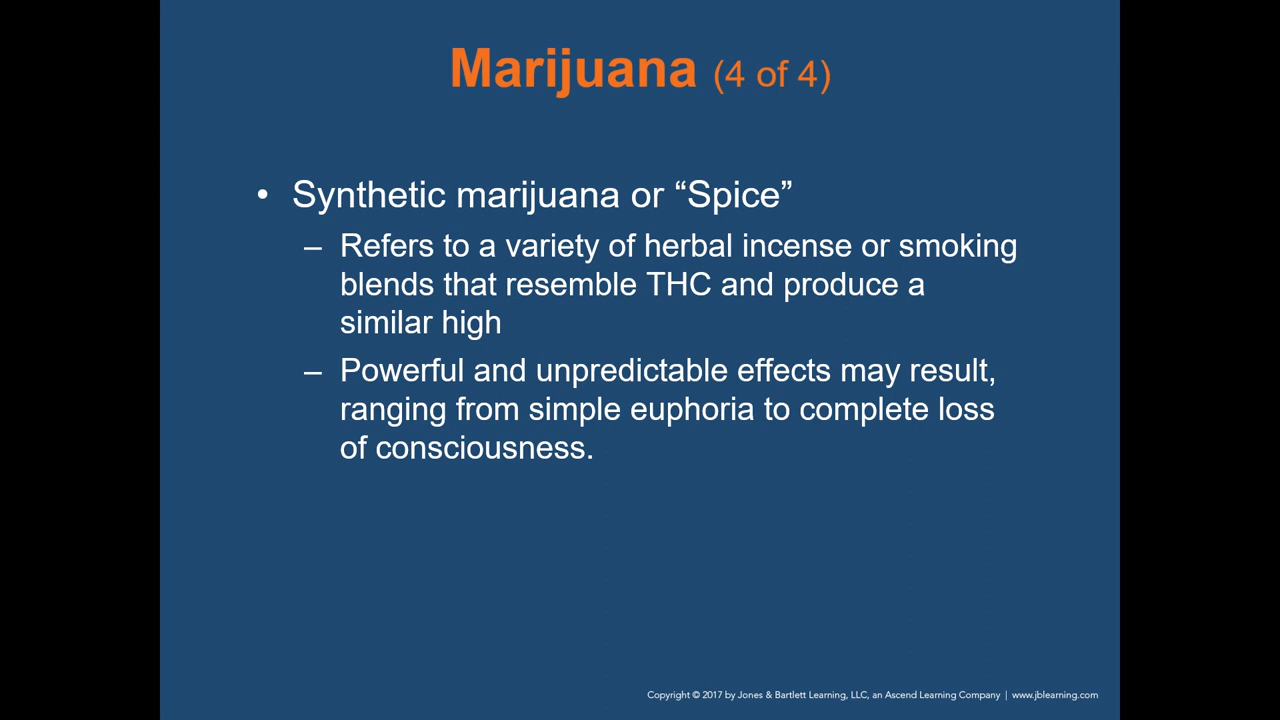 Marijuana (4 of 4)
• Synthetic marijuana or “Spice”
– Refers to a variety of herbal incense or smoking
blends that resemble THC and produce a
similar high
– Powerful and unpredictable effects may result,
ranging from simple euphoria to complete loss
of consciousness.
Copyright © 2017 by Jones & Bartlett Learning, LLC, an Ascend Learning Company | www.jblearning.com